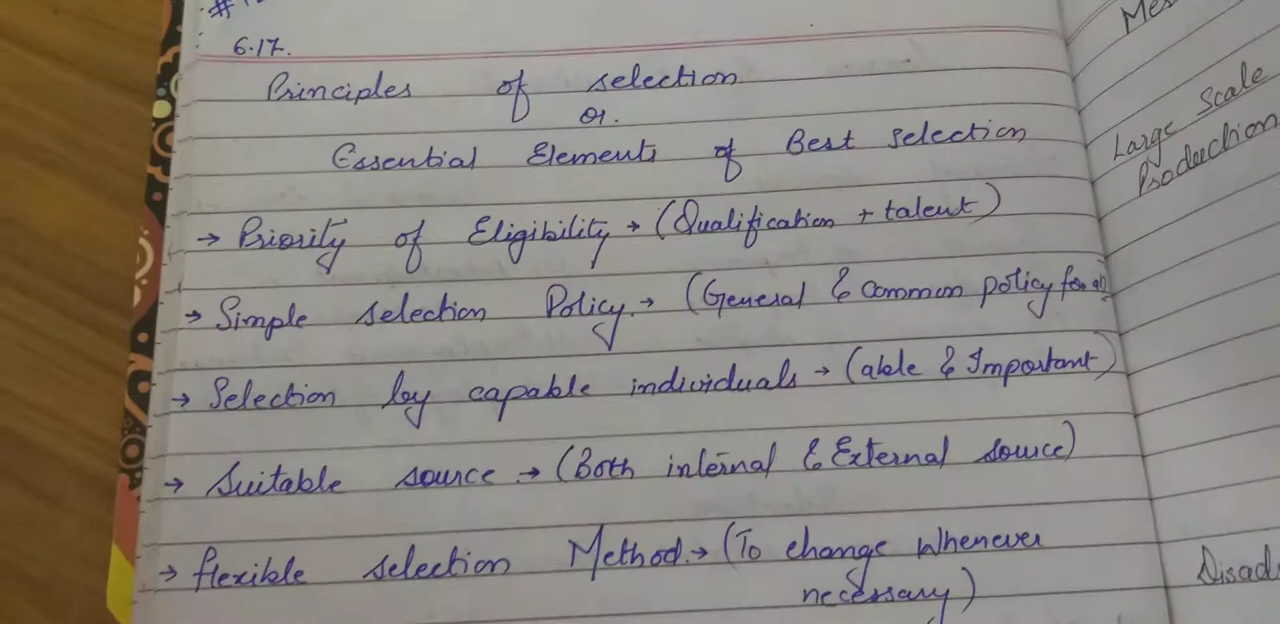 6.17.
Principles of selection
or.
Essential Elements of Best selection
→ Priority of Eligibility → (Qualification + talent)
→ Simple selection Policy. → (General & Common policy for all)
→ Selection by capable individuals → (able & Important)
→ Suitable source. → (Both internal & External source)
→ flexible selection Method. → (To change Whenever
necessary)
Large Scale
Production
Disad